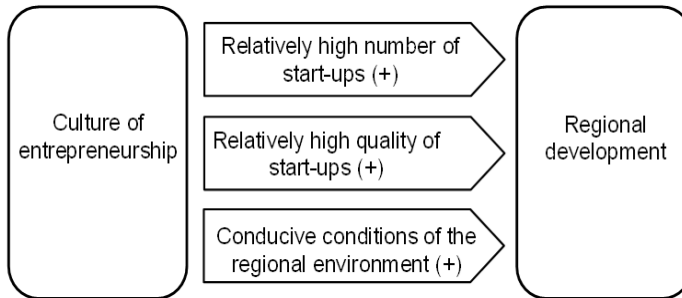 Culture of
entrepreneurship
Relatively high number of
start-ups (+)
Relatively high quality of
start-ups (+)
Conducive conditions of the
regional environment (+)
Regional
development